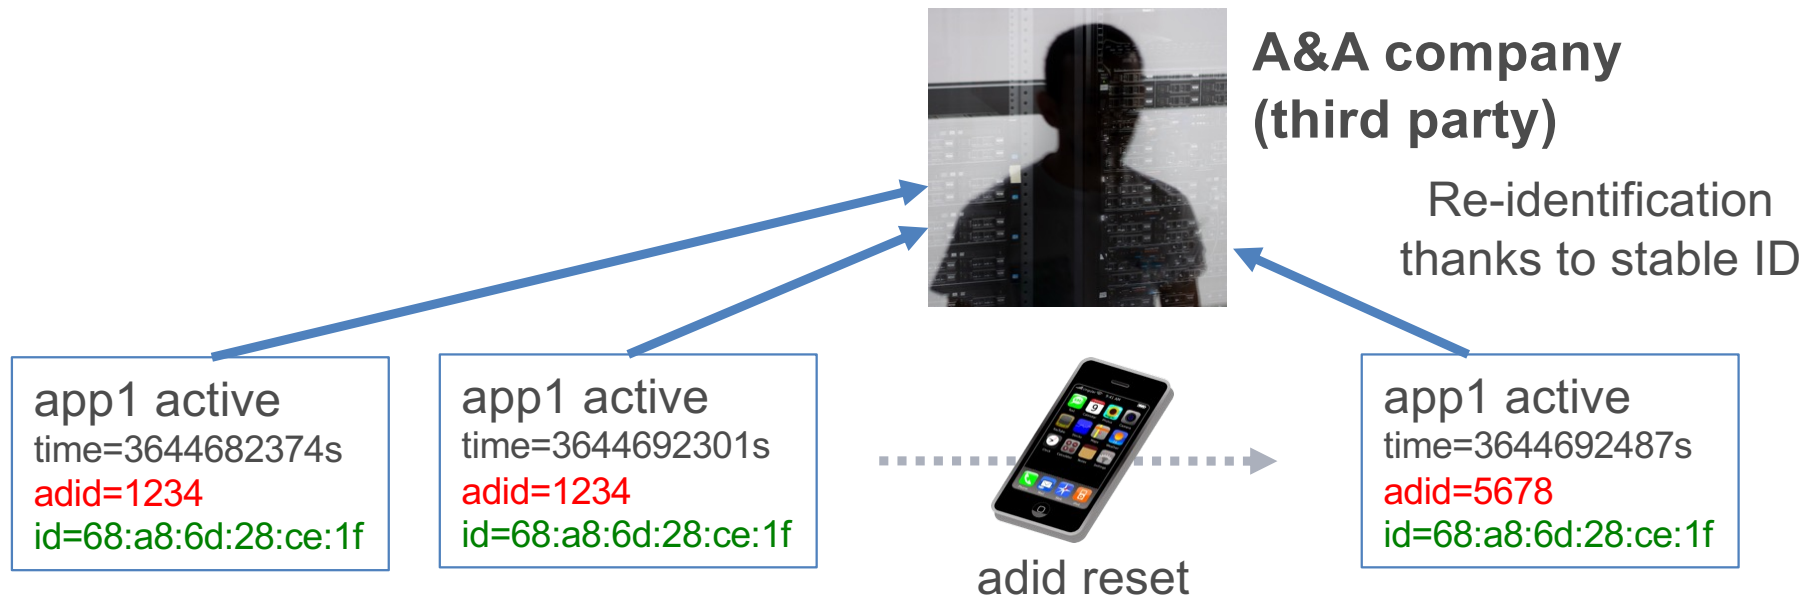 A&A company
(third party)
Re-identification
thanks to stable ID
app1 active
time=3644682374s
adid=1234
id=68:a8:6d:28:ce:1f
app1 active
time=3644692301s
adid=1234
id=68:a8:6d:28:ce:1f
adid reset
app1 active
time=3644692487s
adid=5678
id=68:a8:6d:28:ce:1f